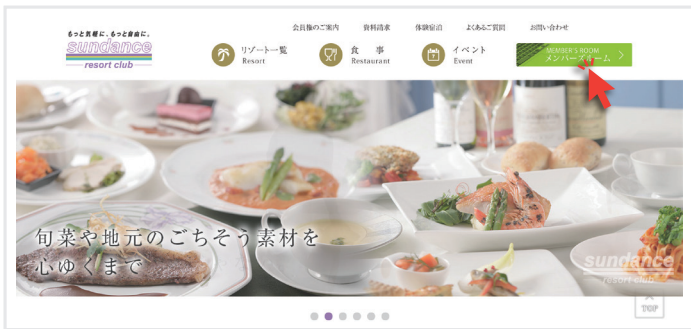 もっと気軽に、もっと自由に。
sundance
resort club
会員権のご案内 資料請求 体験宿泊 よくあるご質問 お問い合わせ
リゾート一覧
Resort
食 事
Restaurant
イベント
Event
MEMBER'S ROOM
メンバーズルーム
旬菜や地元のごちそう素材を
心ゆくまで
sundance
resort club
TOP